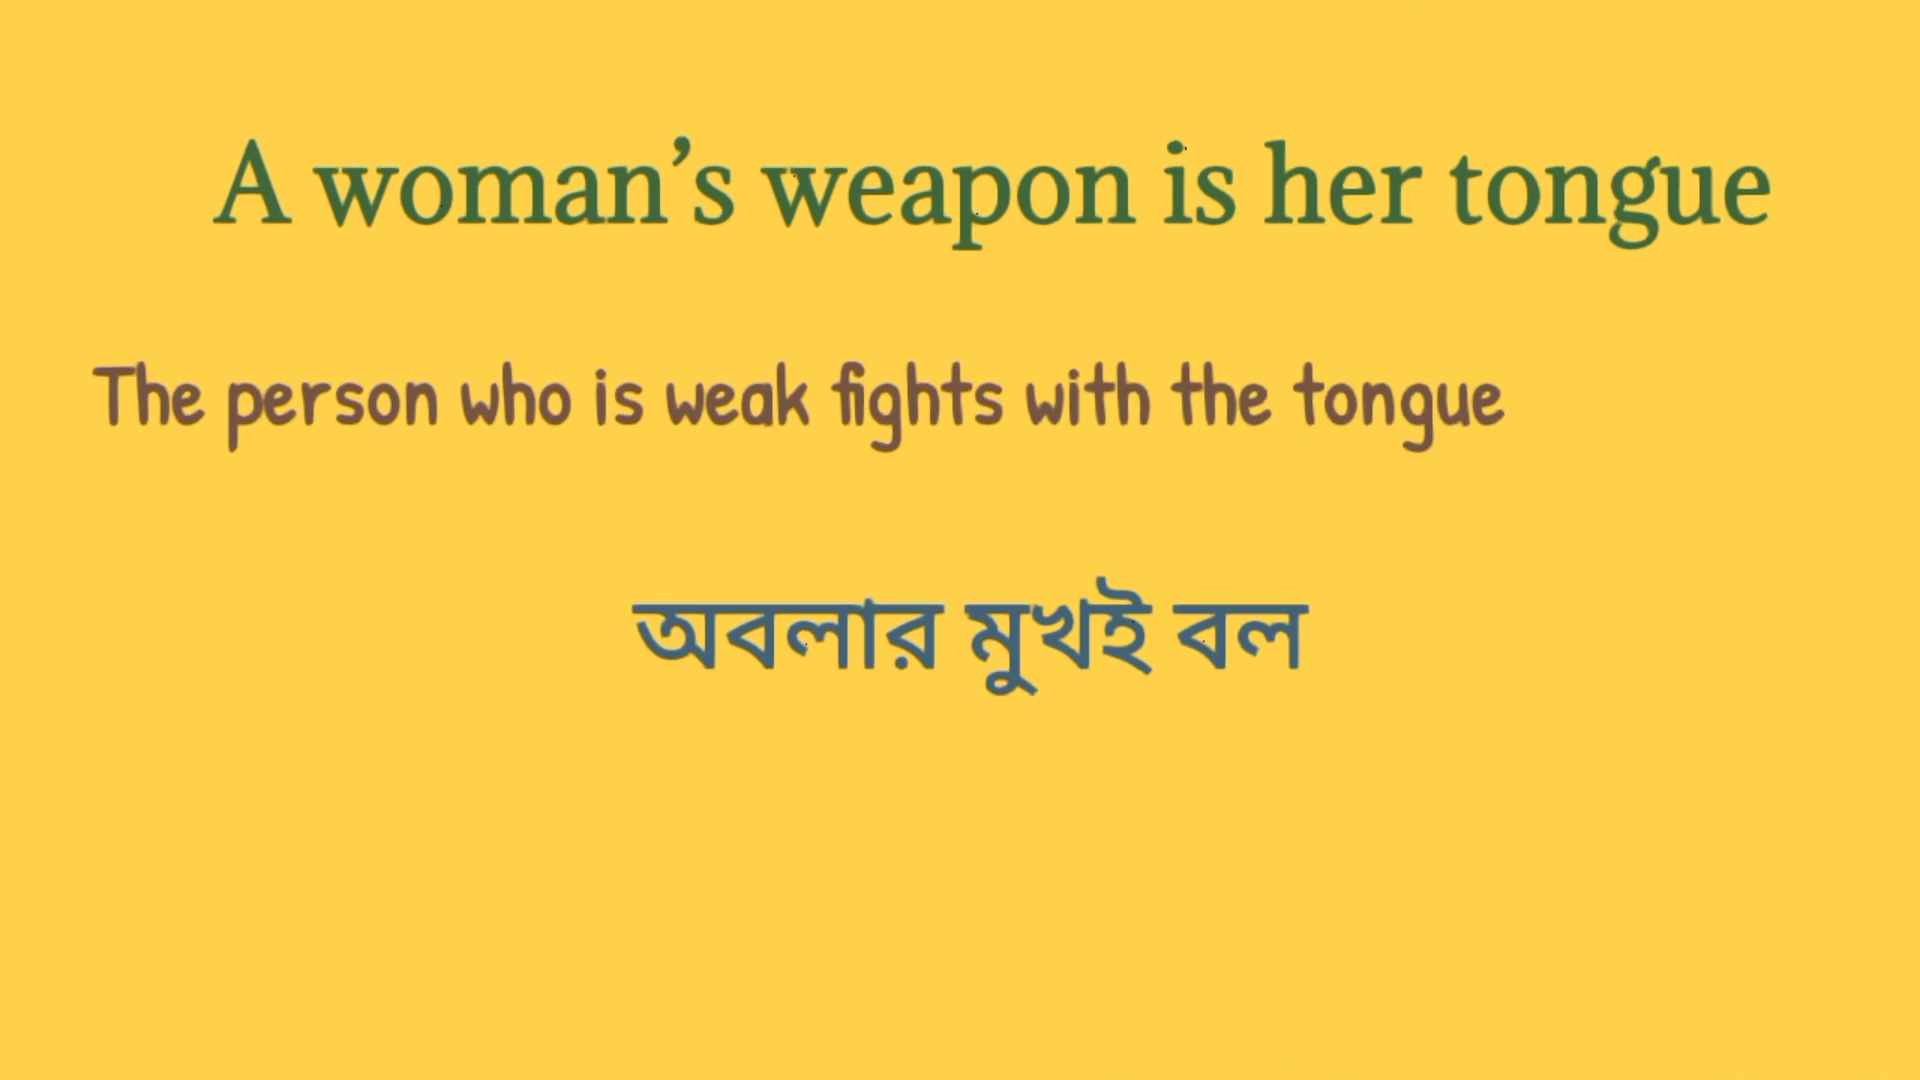 A woman’s weapon is her tongue
The person who is weak fights with the tongue
অবলার মুখই বল